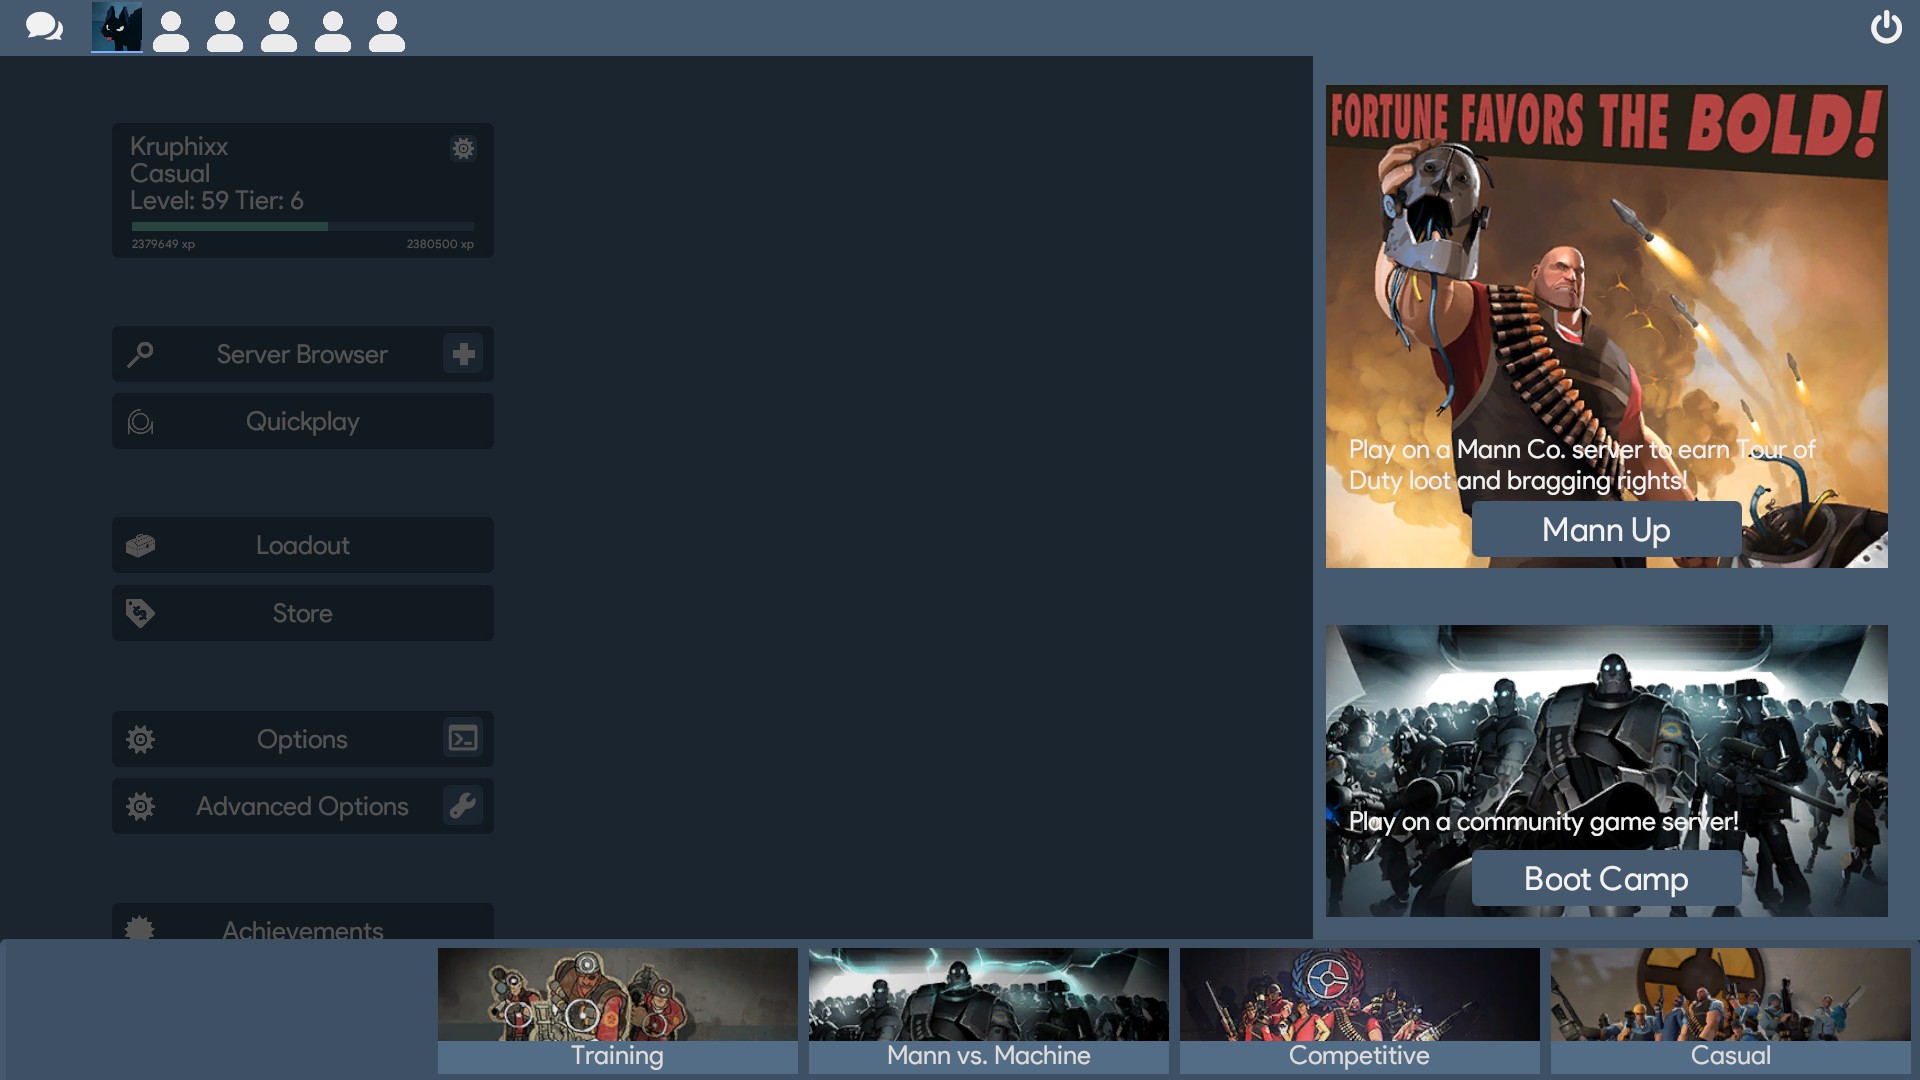 Kruphixx
Casual
Level: 59 Tier: 6
2379649 xp
2380500 xp
Server Browser
Quickplay
Loadout
Store
Options
Advanced Options
Achievements
FORTUNE FAVORS THE BOLD!
Play on a Mann Co. server to earn Tour of
Duty loot and bragging rights!
Mann Up
Play on a community game server!
Boot Camp
Training
Mann vs. Machine
Competitive
Casual